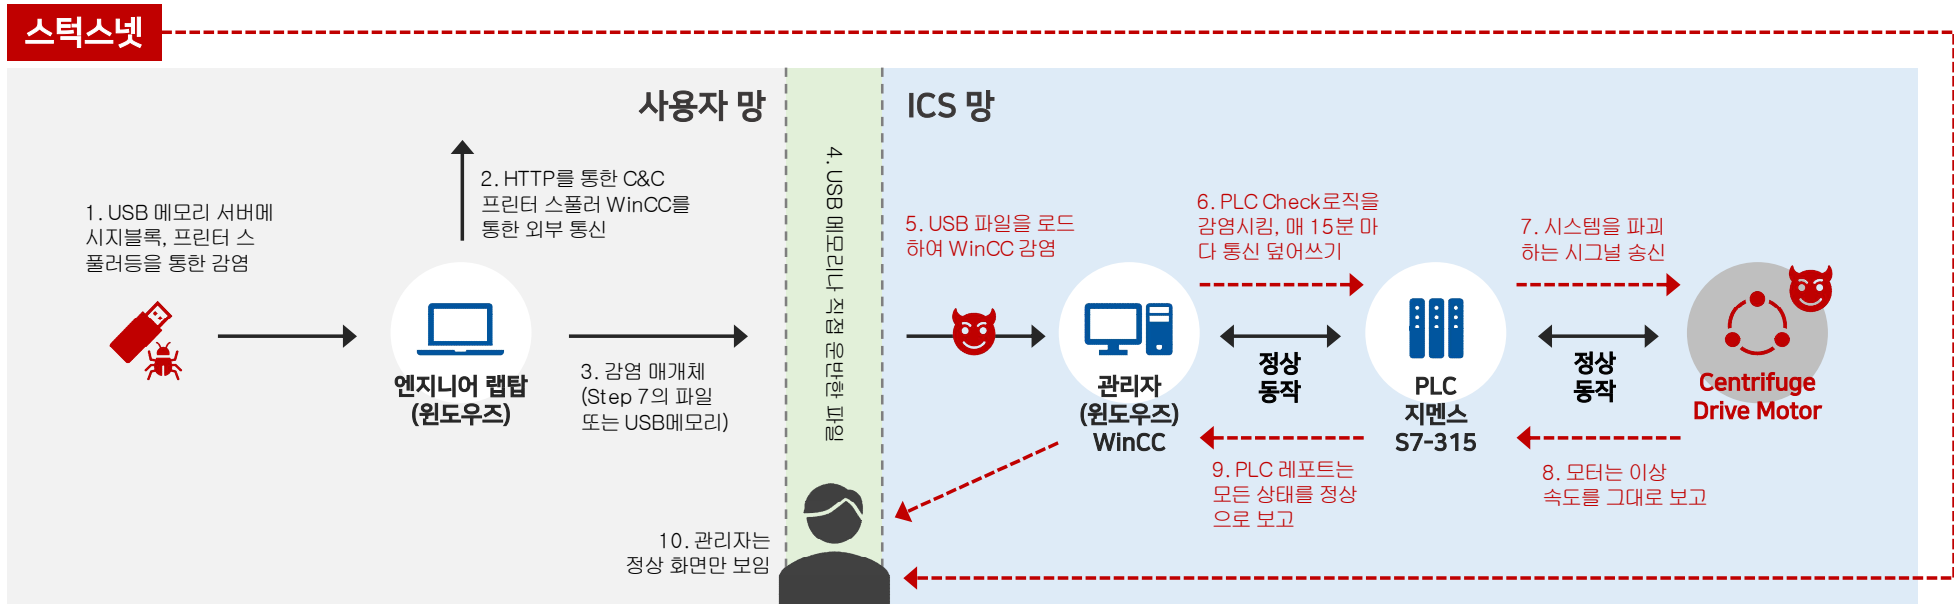 스턱스넷
사용자 망
ICS 망
1. USB 메모리 서버메
시지블록, 프린터 스
풀러등을 통한 감염
2. HTTP를 통한 C&C
프린터 스풀러 WinCC를
통한 외부 통신
엔지니어 랩탑
(윈도우즈)
3. 감염 매개체
(Step 7의 파일
또는 USB메모리)
4. USB 메모리나 직접 운반한 파일
5. USB 파일을 로드
하여 WinCC 감염
관리자
(윈도우즈)
WinCC
6. PLC Check로직을
감염시킴, 매 15분 마
다 통신 덮어쓰기
정상
동작
PLC
지멘스
S7-315
7. 시스템을 파괴
하는 시그널 송신
정상
동작
Centrifuge
Drive Motor
8. 모터는 이상
속도를 그대로 보고
9. PLC 레포트는
모든 상태를 정상
으로 보고
10. 관리자는
정상 화면만 보임